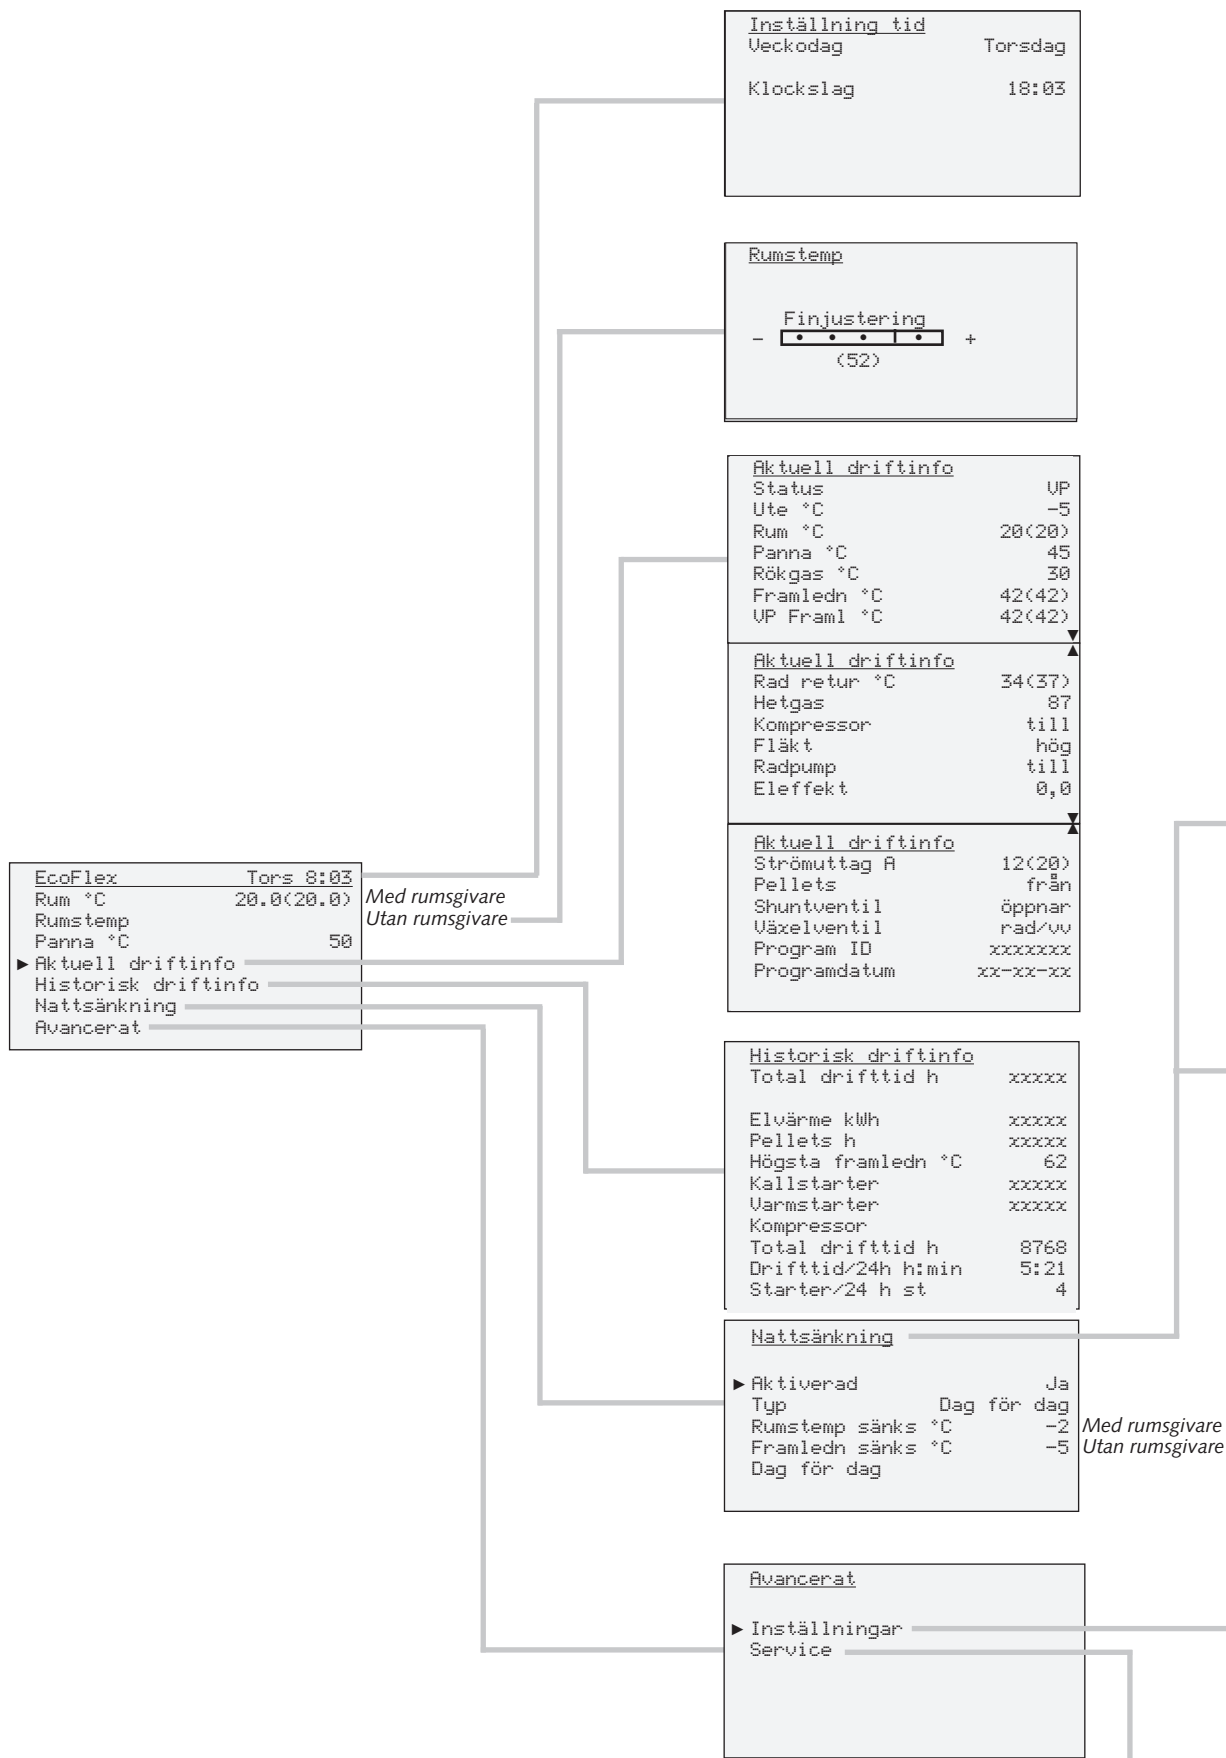 Inställning tid
Veckodag Torsdag
Klockslag 18:03
Rumstemp
Finjustering
- +
(52)
Aktuell driftinfo
Status VP
Ute °C -5
Rum °C 20(20)
Panna °C 45
Rökgas °C 30
Framledn °C 42(42)
VP Framl °C 42(42)
Aktuell driftinfo
Rad retur °C 34(37)
Hetgas 87
Kompressor till
Fläkt hög
Radpump till
Eleffekt 0,0
Aktuell driftinfo
Strömuttag A 12(20)
Pellets från
Shuntventil öppnar
Växelventil rad/vv
Program ID xxxxxxx
Programdatum xx-xx-xx
EcoFlex Tors 8:03
Rum °C 20.0(20.0) Med rumsgivare
Rumstemp Utan rumsgivare
Panna °C 50
▶ Aktuell driftinfo
Historisk driftinfo
Nattsänkning
Avancerat
Historisk driftinfo
Total drifttid h xxxxx
Elvärme kWh xxxxx
Pellets h xxxxx
Högsta framledn °C 62
Kallstarter xxxxx
Varmstarter xxxxx
Kompressor
Total drifttid h 8768
Drifttid/24h h:min 5:21
Starter/24 h st 4
Nattsänkning
▶ Aktiverad Ja
Typ Dag för dag
Rumstemp sänks °C -2 Med rumsgivare
Framledn sänks °C -5 Utan rumsgivare
Dag för dag
Avancerat
▶ Inställningar
Service